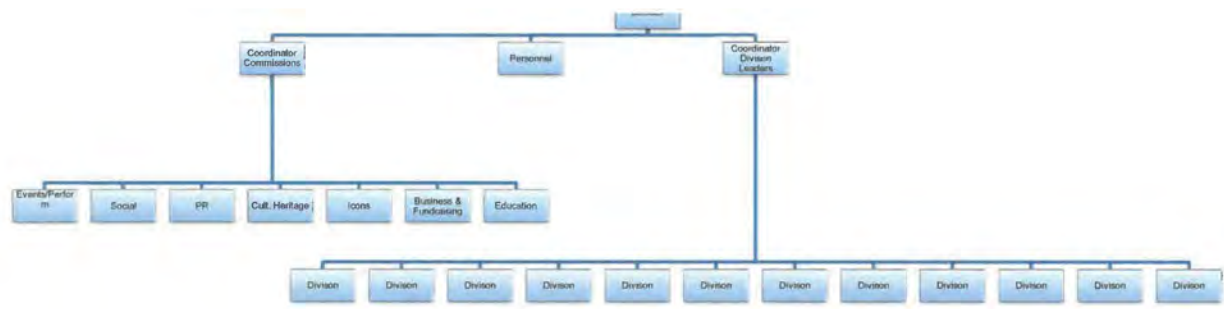 Coordinator
Commissions
Personnel
Coordinator
Divison
Leaders
Events/Perfor
m
Social
PR
Cult. Heritage
Icons
Business &
Fundraising
Education
Divison
Divison
Divison
Divison
Divison
Divison
Divison
Divison
Divison
Divison
Divison
Divison